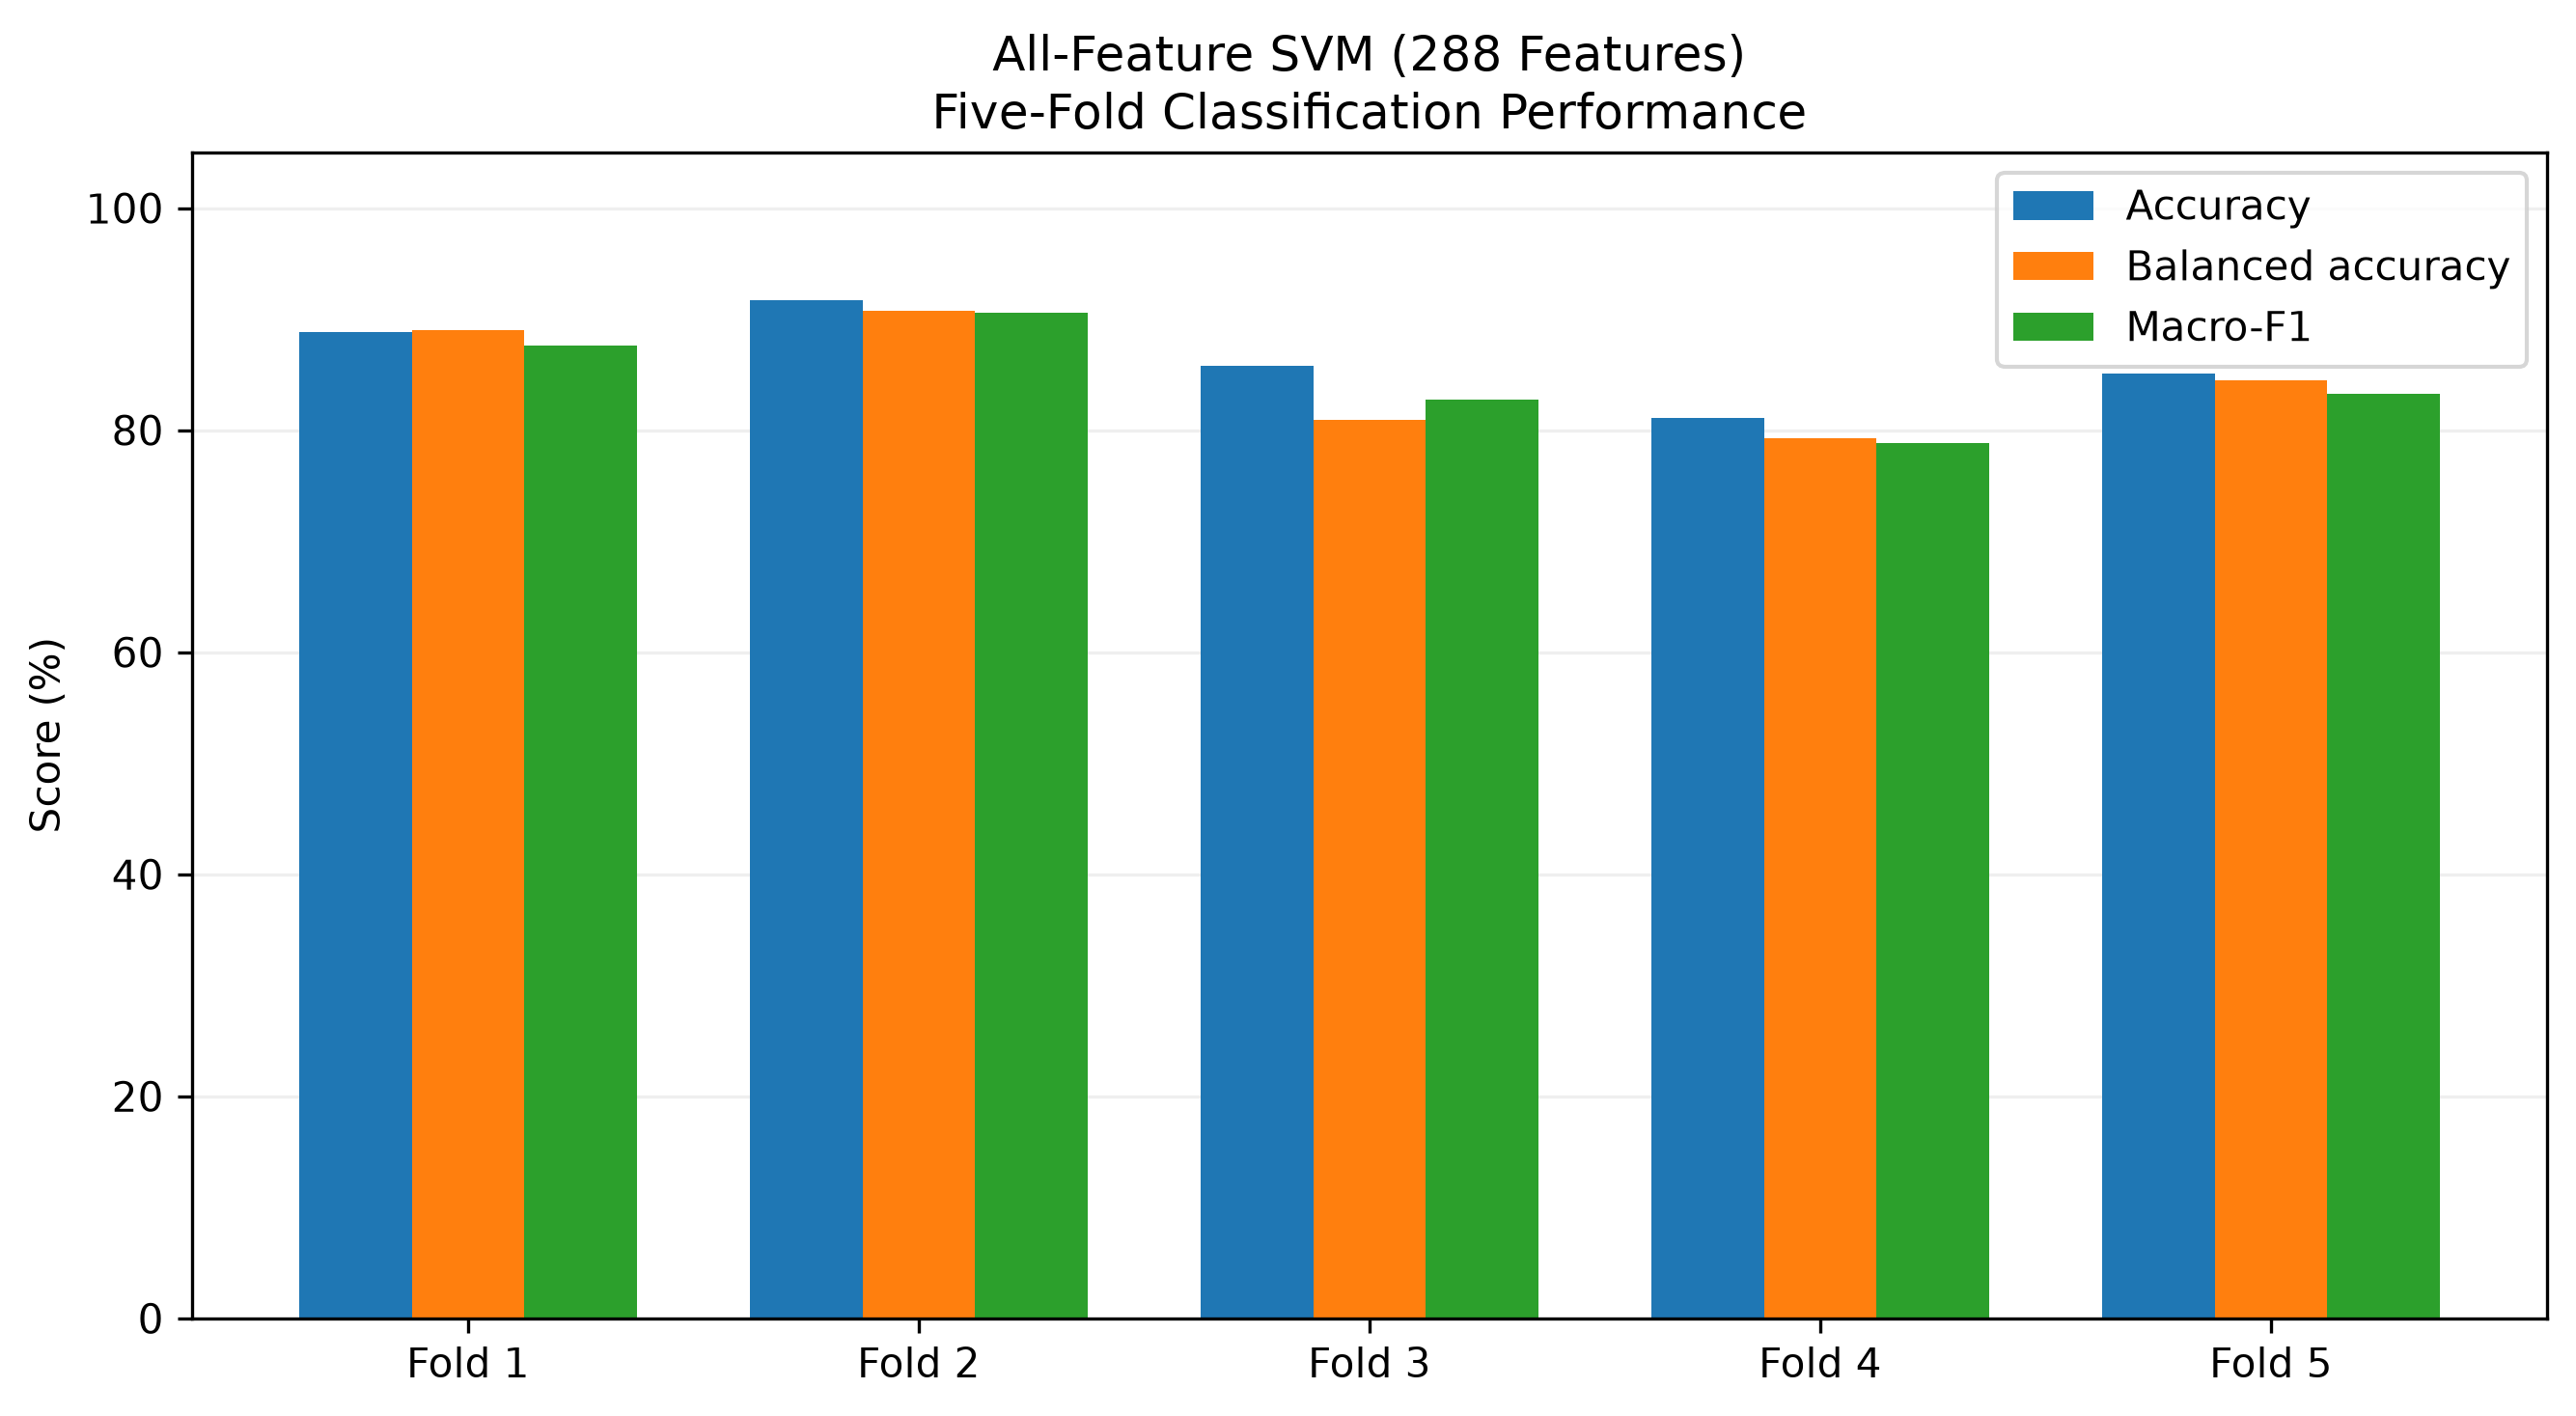 All-Feature SVM (288 Features)
Five-Fold Classification Performance
Score (%)
100
80
60
40
20
0
Accuracy
Balanced accuracy
Macro-F1
Fold 1
Fold 2
Fold 3
Fold 4
Fold 5